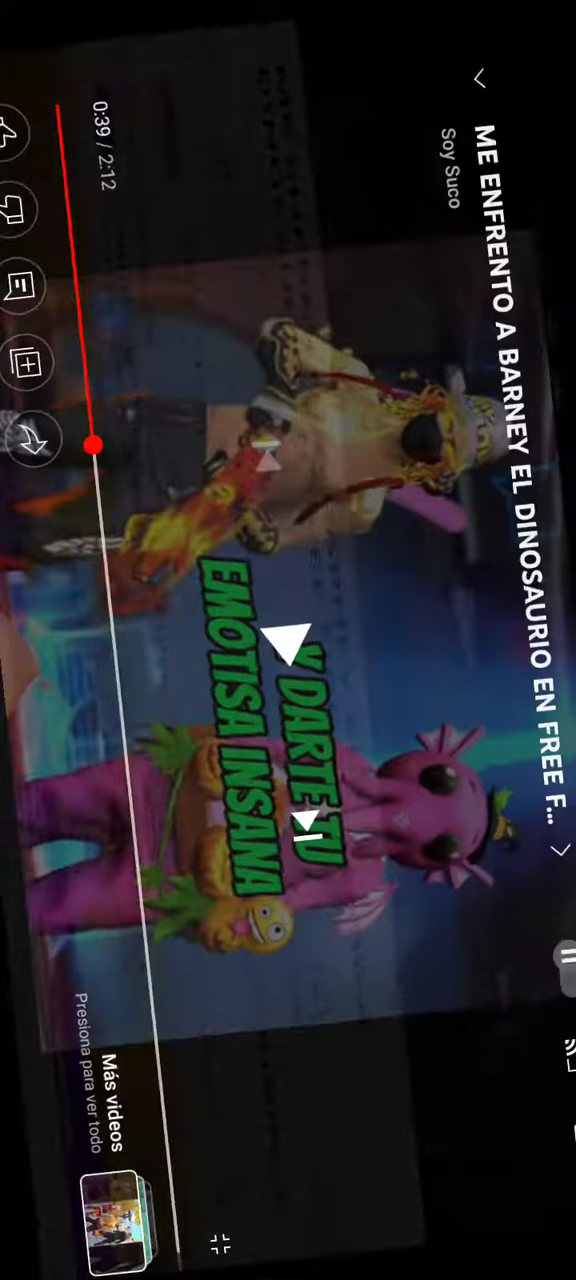 ME ENFRENTO A BARNEY EL DINOSAURIO EN FREE F...
Soy Suco
Y DARTE TU
EMOTISA INSANA
0:39 / 2:12
Más videos
Presiona para ver todo